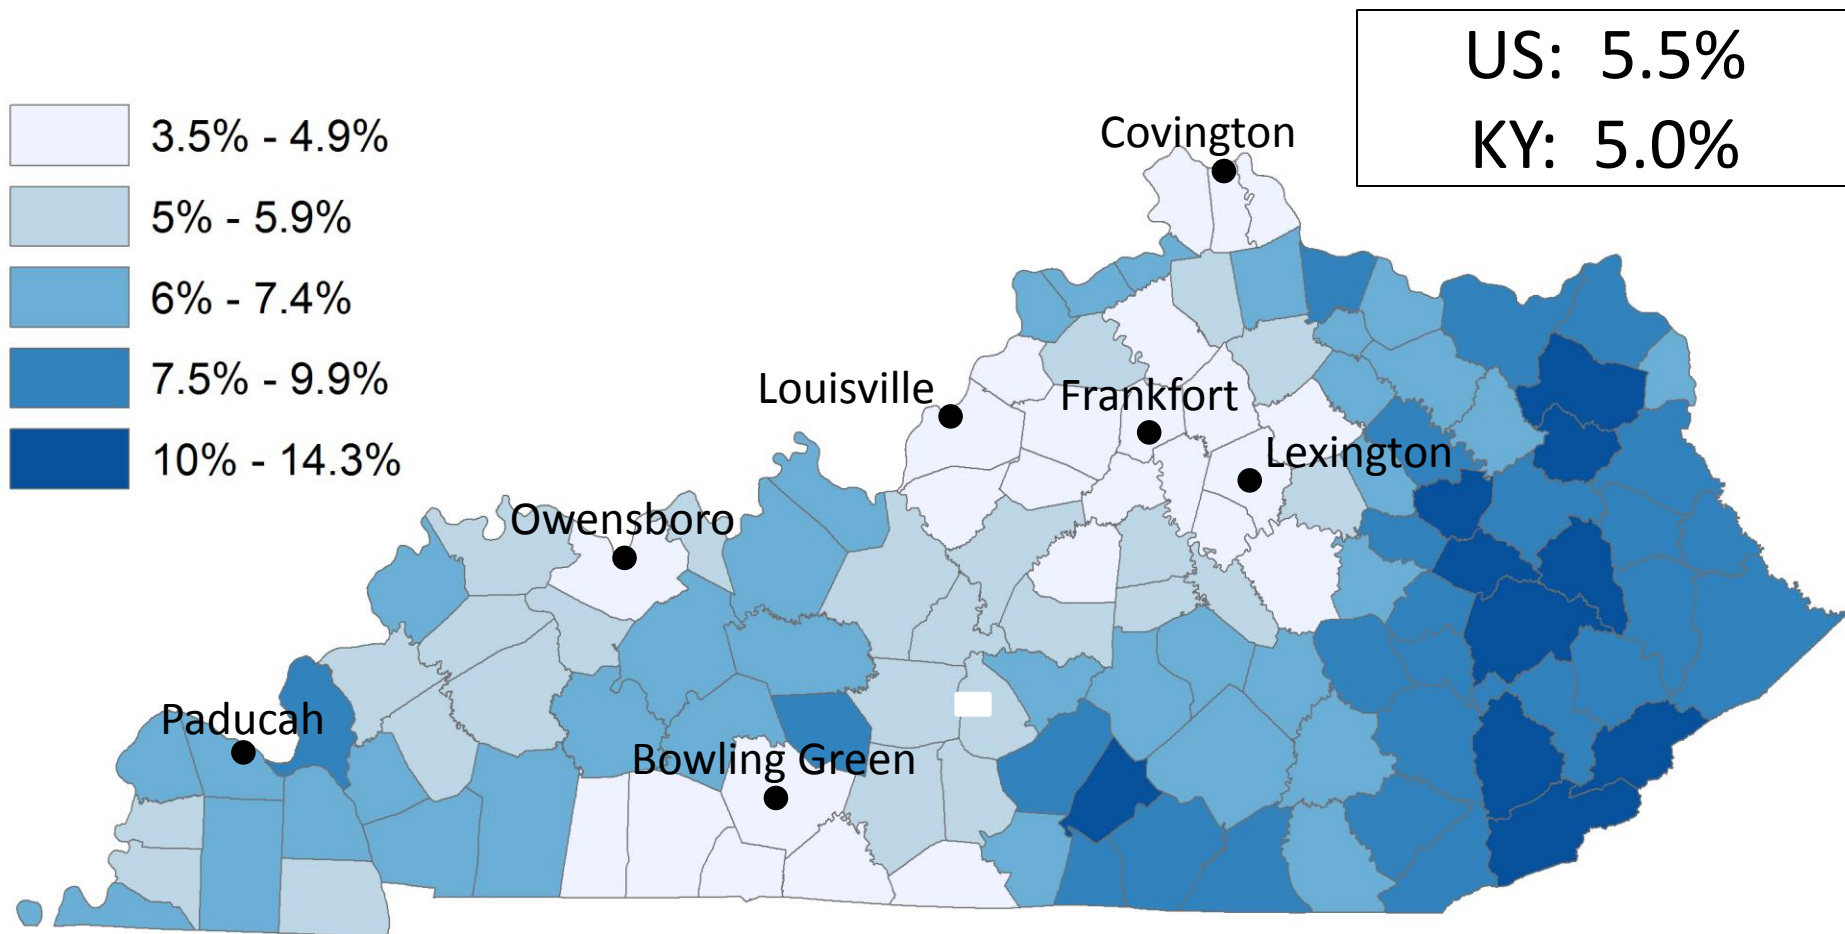 US: 5.5%
KY: 5.0%
3.5% - 4.9%
5% - 5.9%
6% - 7.4%
7.5% - 9.9%
10% - 14.3%
Covington
Louisville
Frankfort
Lexington
Owensboro
Paducah
Bowling Green